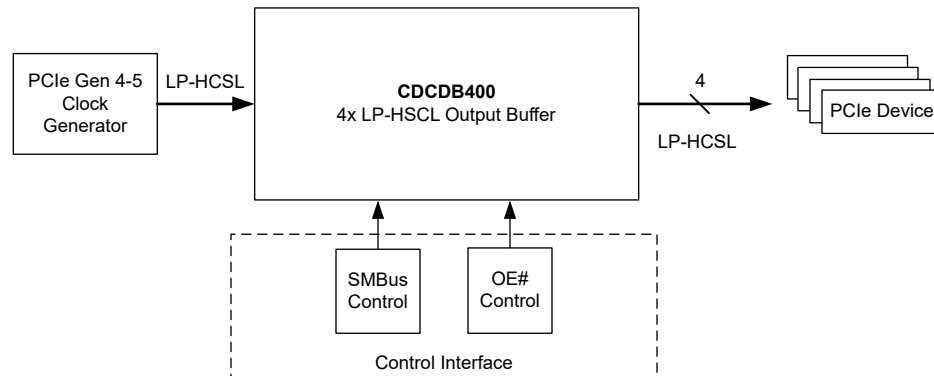 PCIe Gen 4-5
Clock
Generator
LP-HCSL
CDCDB400
4x LP-HSCL Output Buffer
4
LP-HCSL
PCIe Device
SMBus
Control
OE#
Control
Control Interface